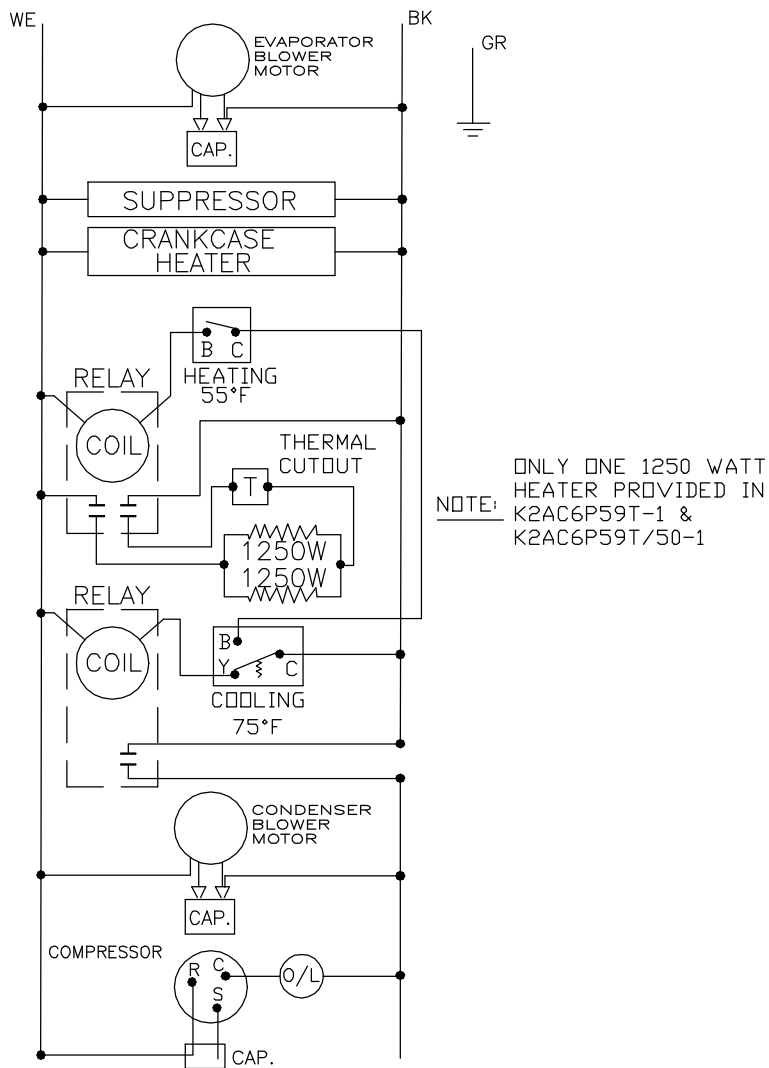 WE
BK
GR
EVAPORATOR
BLOWER
MOTOR
CAP.
SUPPRESSOR
CRANKCASE
HEATER
B C
HEATING
55°F
RELAY
COIL
THERMAL
CUTOUT
T
1250W
1250W
NOTE:
ONLY ONE 1250 WATT
HEATER PROVIDED IN
K2AC6P59T-1 &
K2AC6P59T/50-1
RELAY
COIL
B
Y
C
COOLING
75°F
CONDENSER
BLOWER
MOTOR
CAP.
COMPRESSOR
R C
S
O/L
CAP.